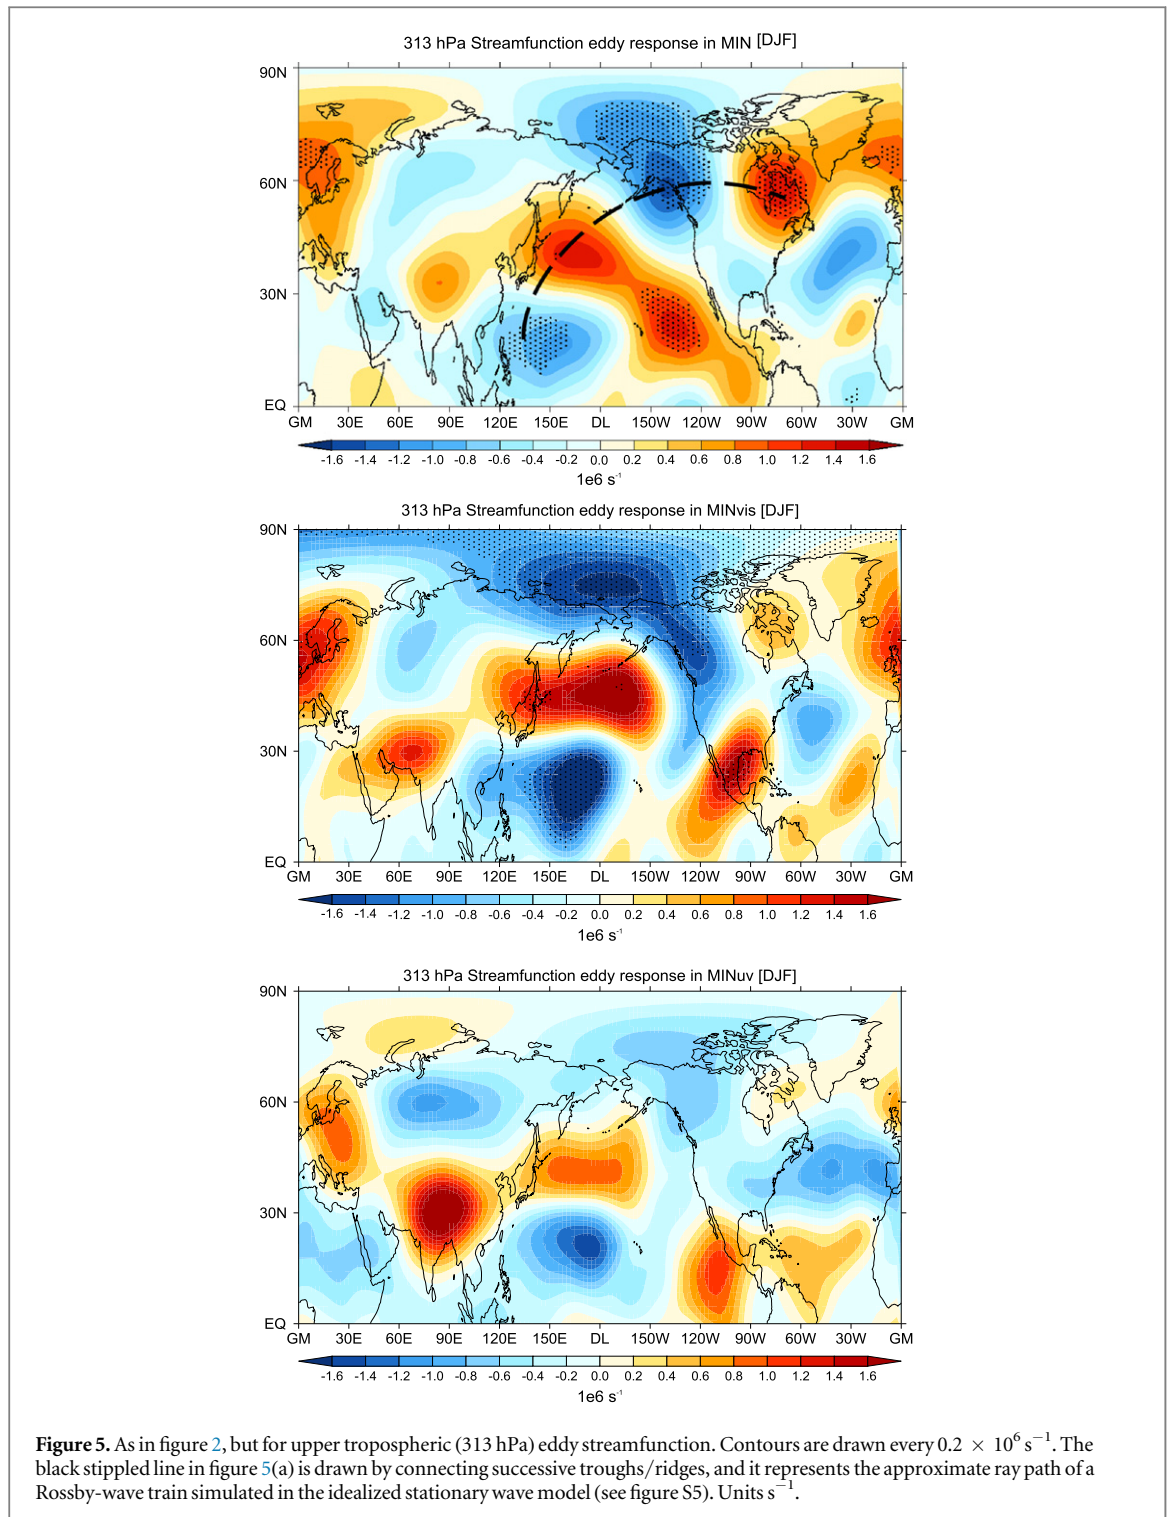 313 hPa Streamfunction eddy response in MIN [DJF]
90N
60N
30N
EQ
GM 30E 60E 90E 120E 150E DL 150W 120W 90W 60W 30W GM
-1.6 -1.4 -1.2 -1.0 -0.8 -0.6 -0.4 -0.2 0.0 0.2 0.4 0.6 0.8 1.0 1.2 1.4 1.6
1e6 s⁻¹
313 hPa Streamfunction eddy response in MINvis [DJF]
90N
60N
30N
EQ
GM 30E 60E 90E 120E 150E DL 150W 120W 90W 60W 30W GM
-1.6 -1.4 -1.2 -1.0 -0.8 -0.6 -0.4 -0.2 0.0 0.2 0.4 0.6 0.8 1.0 1.2 1.4 1.6
1e6 s⁻¹
313 hPa Streamfunction eddy response in MINuv [DJF]
90N
60N
30N
EQ
GM 30E 60E 90E 120E 150E DL 150W 120W 90W 60W 30W GM
-1.6 -1.4 -1.2 -1.0 -0.8 -0.6 -0.4 -0.2 0.0 0.2 0.4 0.6 0.8 1.0 1.2 1.4 1.6
1e6 s⁻¹
Figure 5. As in figure 2, but for upper tropospheric (313 hPa) eddy streamfunction. Contours are drawn every 0.2 × 10⁶ s⁻¹. The
black stippled line in figure 5(a) is drawn by connecting successive troughs/ridges, and it represents the approximate ray path of a
Rossby-wave train simulated in the idealized stationary wave model (see figure S5). Units s⁻¹.